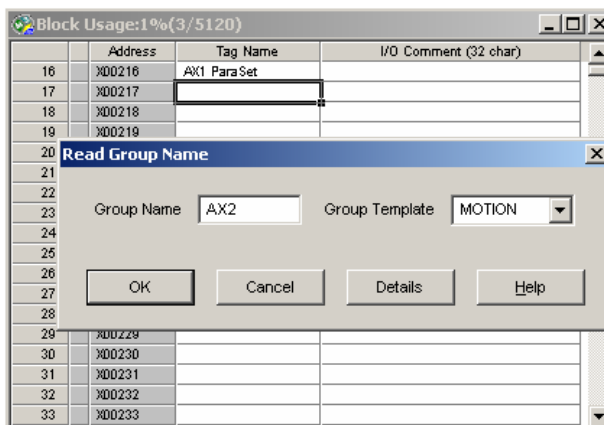 Block Usage:1%(3/5120)
Address Tag Name I/O Comment (32 char)
16 X00216 AX1 ParaSet
17 X00217
18 X00218
19 X00219
20 Read Group Name
21
22
23 Group Name AX2 Group Template MOTION
24
25
26
27 OK Cancel Details Help
28
29 X00229
30 X00230
31 X00231
32 X00232
33 X00233